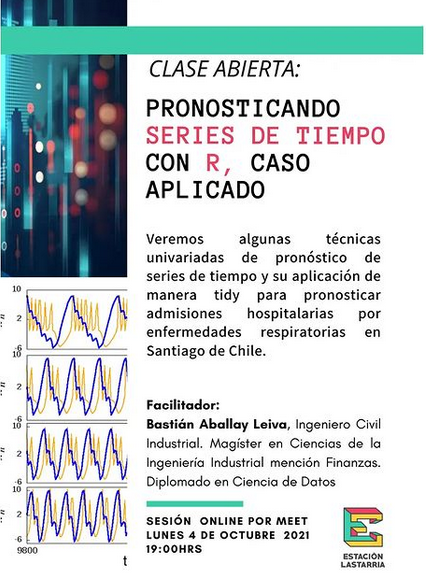 CLASE ABIERTA:
PRONOSTICANDO
SERIES DE TIEMPO
CON R, CASO
APLICADO
Veremos algunas técnicas
univariadas de pronóstico de
series de tiempo y su aplicación de
manera tidy para pronosticar
admisiones hospitalarias por
enfermedades respiratorias en
Santiago de Chile.
Facilitador:
Bastián Aballay Leiva, Ingeniero Civil
Industrial. Magíster en Ciencias de la
Ingeniería Industrial mención Finanzas.
Diplomado en Ciencia de Datos
SESIÓN ONLINE POR MEET
LUNES 4 DE OCTUBRE 2021
19:00HRS
ESTACIÓN
LASTARRIA
10
2
-6
10
2
-6
10
2
-6
10
2
-6
9800
t